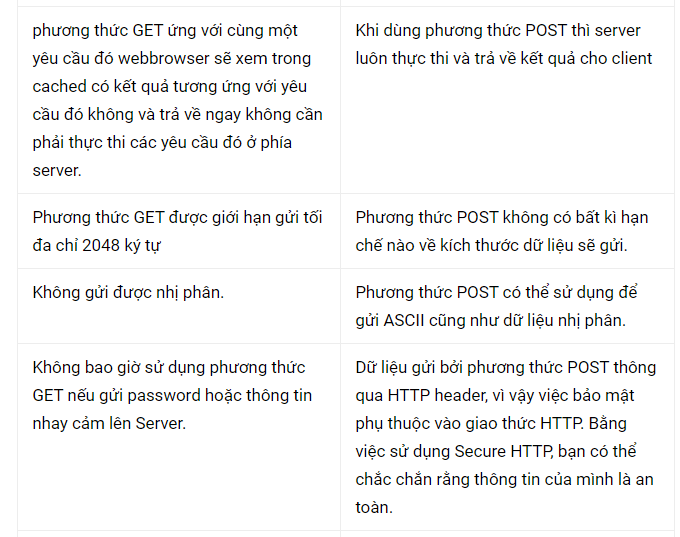 phương thức GET ứng với cùng một
yêu cầu đó webbrowser sẽ xem trong
cached có kết quả tương ứng với yêu
cầu đó không và trả về ngay không cần
phải thực thi các yêu cầu đó ở phía
server.
Khi dùng phương thức POST thì server
luôn thực thi và trả về kết quả cho client
Phương thức GET được giới hạn gửi tối
đa chỉ 2048 ký tự
Phương thức POST không có bất kì hạn
chế nào về kích thước dữ liệu sẽ gửi.
Không gửi được nhị phân.
Phương thức POST có thể sử dụng để
gửi ASCII cũng như dữ liệu nhị phân.
Không bao giờ sử dụng phương thức
GET nếu gửi password hoặc thông tin
nhay cảm lên Server.
Dữ liệu gửi bởi phương thức POST thông
qua HTTP header, vì vậy việc bảo mật
phụ thuộc vào giao thức HTTP. Bằng
việc sử dụng Secure HTTP, bạn có thể
chắc chắn rằng thông tin của mình là an
toàn.